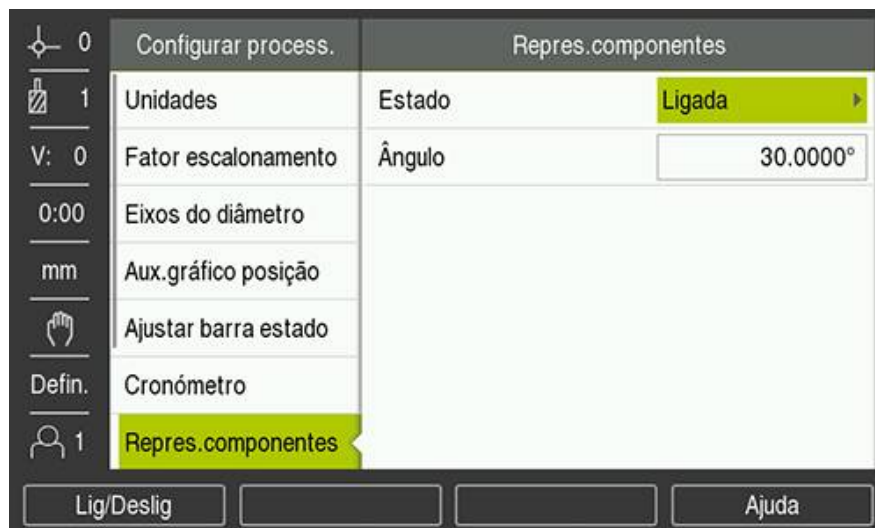 0
Configurar process.
Repres.componentes
1
Unidades
Estado
Ligada
V: 0
Fator escalonamento
Ângulo
30.0000°
0:00
Eixos do diâmetro
mm
Aux.gráfico posição
Ajustar barra estado
Defin.
Cronómetro
1
Repres.componentes
Lig/Deslig
Ajuda